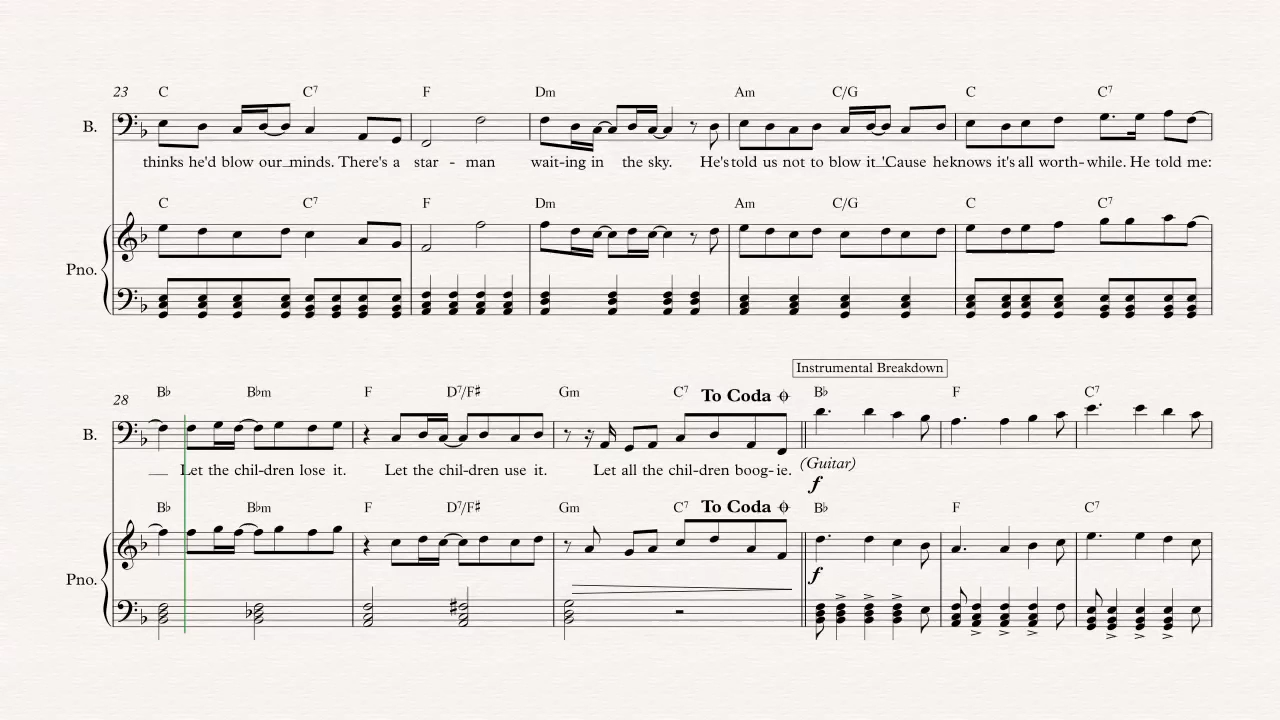 23 C C7 F Dm Am C/G C C7
B.
thinks he'd blow our_minds. There's a star - man wait-ing in the sky. He's told us not to blow it_'Cause he knows it's all worth-while. He told me:
C C7 F Dm Am C/G C C7
Pno.
Instrumental Breakdown
28 B♭ B♭m F D7/F♯ Gm C7 To Coda B♭ F C7
B.
Let the chil-dren lose it. Let the chil-dren use it. Let all the chil-dren boog-ie. (Guitar)
f
B♭ B♭m F D7/F♯ Gm C7 To Coda B♭ F C7
Pno.
f